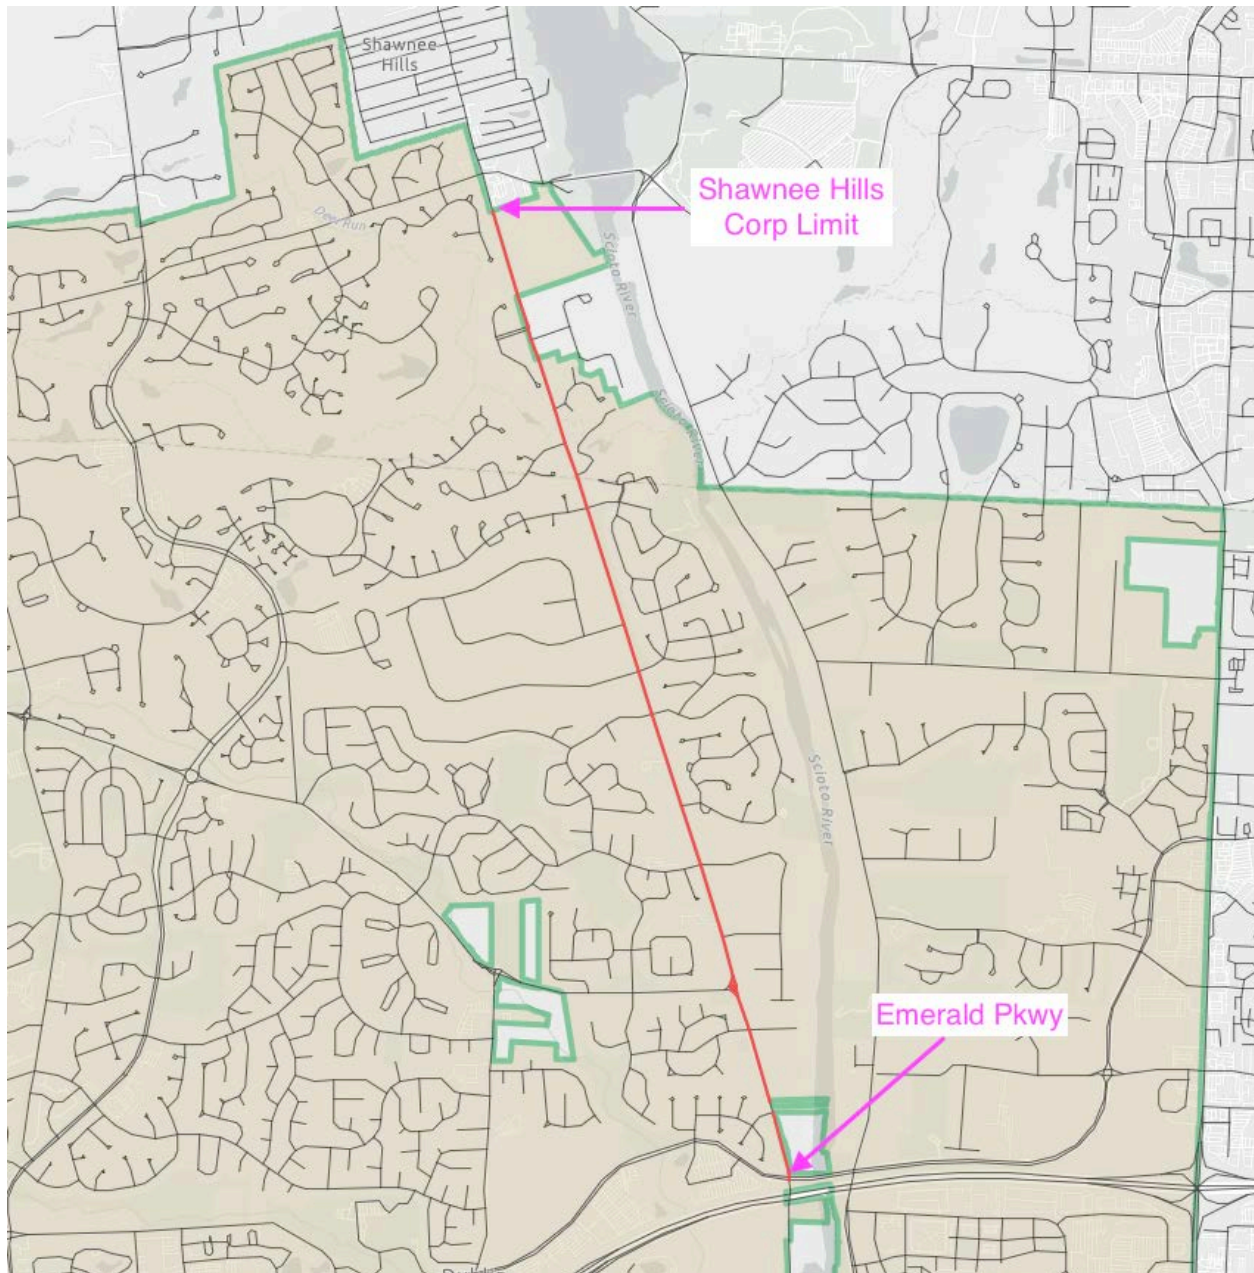 Shawnee
Hills
Shawnee Hills
Corp Limit
Deer Run
Scioto River
Scioto River
Scioto River
Emerald Pkwy